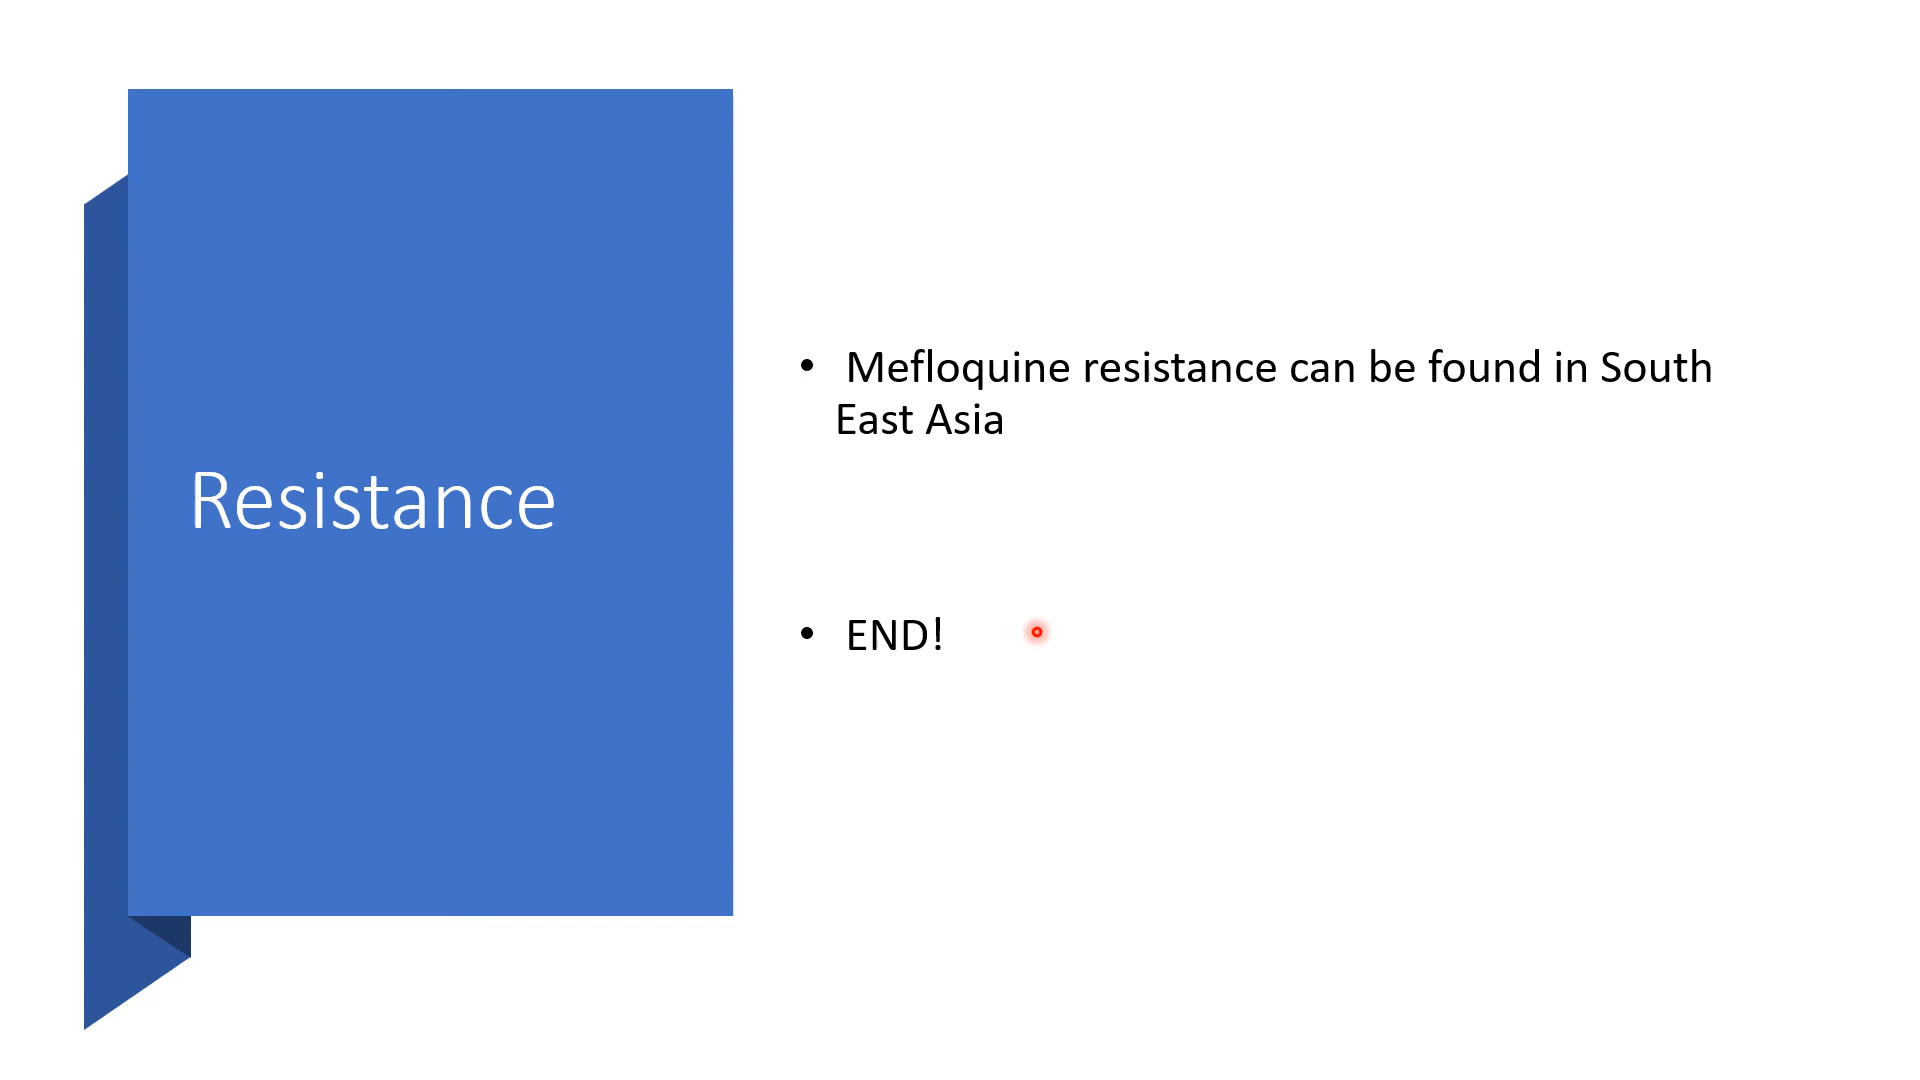 Resistance
• Mefloquine resistance can be found in South
East Asia
• END!